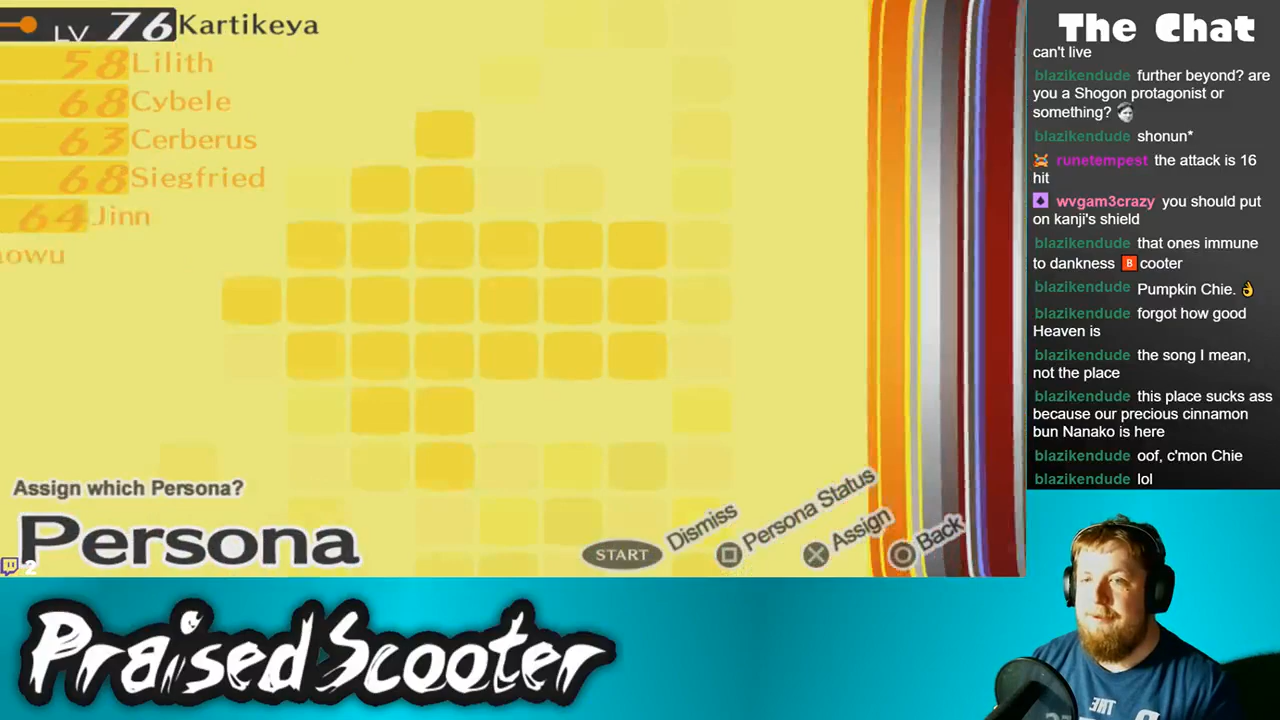 LV 76 Kartikeya
58 Lilith
68 Cybele
63 Cerberus
68 Siegfried
64 Jinn
owu
Assign which Persona?
Persona
START Dismiss
Persona Status
Assign
Back
2
PraisedScooter
The Chat
can't live
blazikendude further beyond? are
you a Shogon protagonist or
something?
blazikendude shonun*
runetempest the attack is 16
hit
wvgam3crazy you should put
on kanji's shield
blazikendude that ones immune
to dankness B cooter
blazikendude Pumpkin Chie.
blazikendude forgot how good
Heaven is
blazikendude the song I mean,
not the place
blazikendude this place sucks ass
because our precious cinnamon
bun Nanako is here
blazikendude oof, c'mon Chie
blazikendude lol